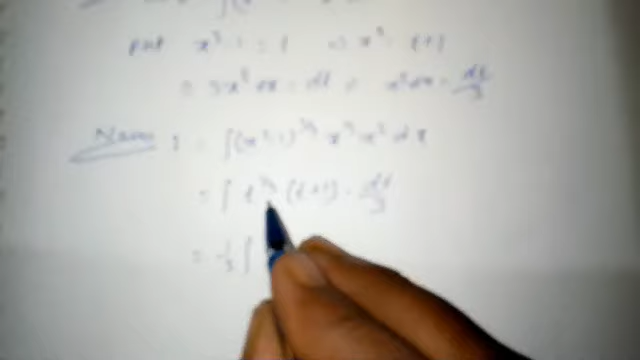 put x³ - 1 = t ⇒ x³ = t+1
⇒ 3x² dx = dt ⇒ x² dx = dt/3
Now I = ∫(x³-1)^(1/3) x³ x² dx
= ∫ t^(1/3) (t+1) · dt/3
= 1/3 ∫